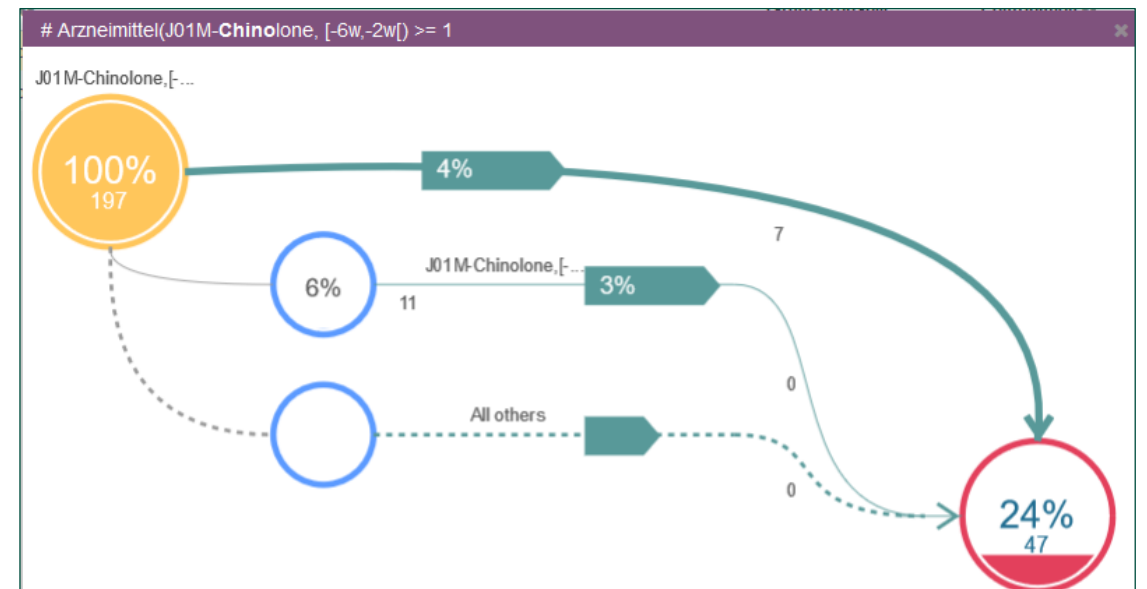 # Arzneimittel(J01M-Chinolone, [-6w,-2w[) >= 1
J01M-Chinolone,[-...
100%
197
4%
7
6%
11
J01M-Chinolone,[-...
3%
0
All others
0
24%
47